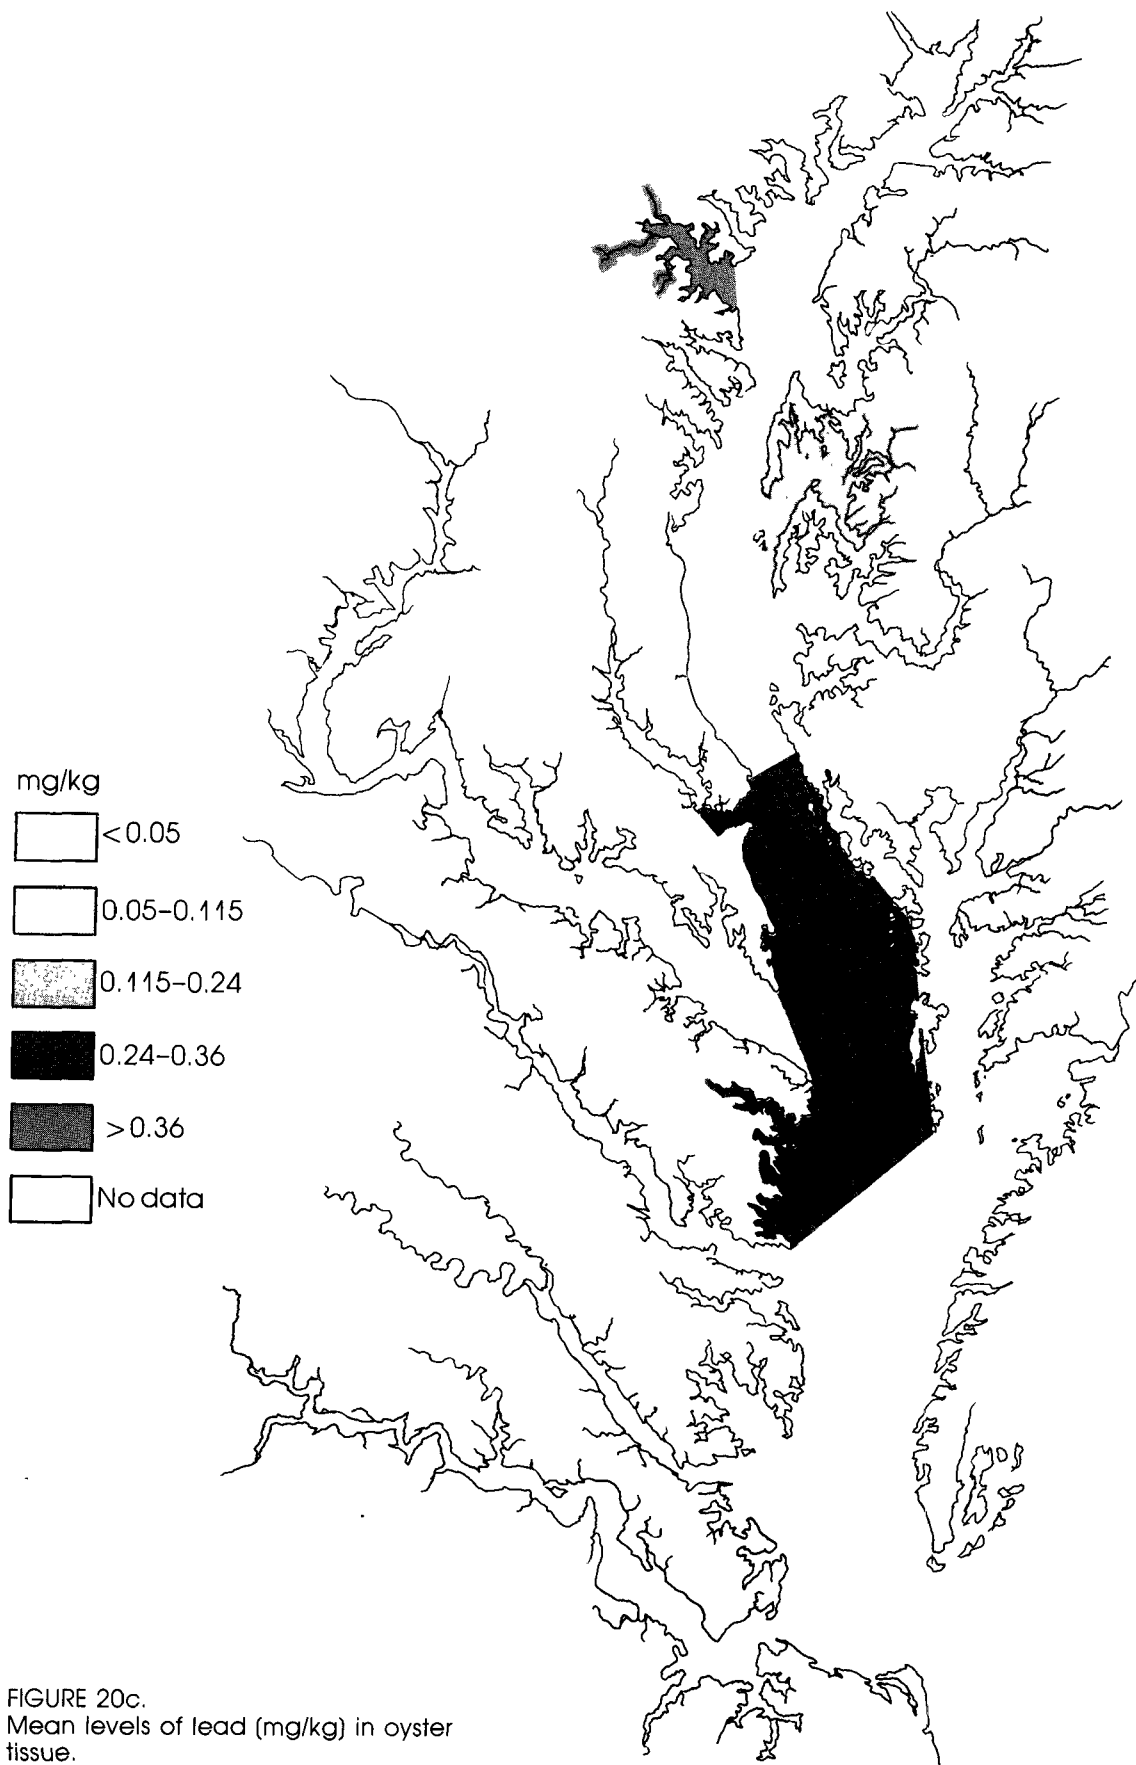 mg/kg
<0.05
0.05-0.115
0.115-0.24
0.24-0.36
>0.36
No data
FIGURE 20c.
Mean levels of lead (mg/kg) in oyster
tissue.